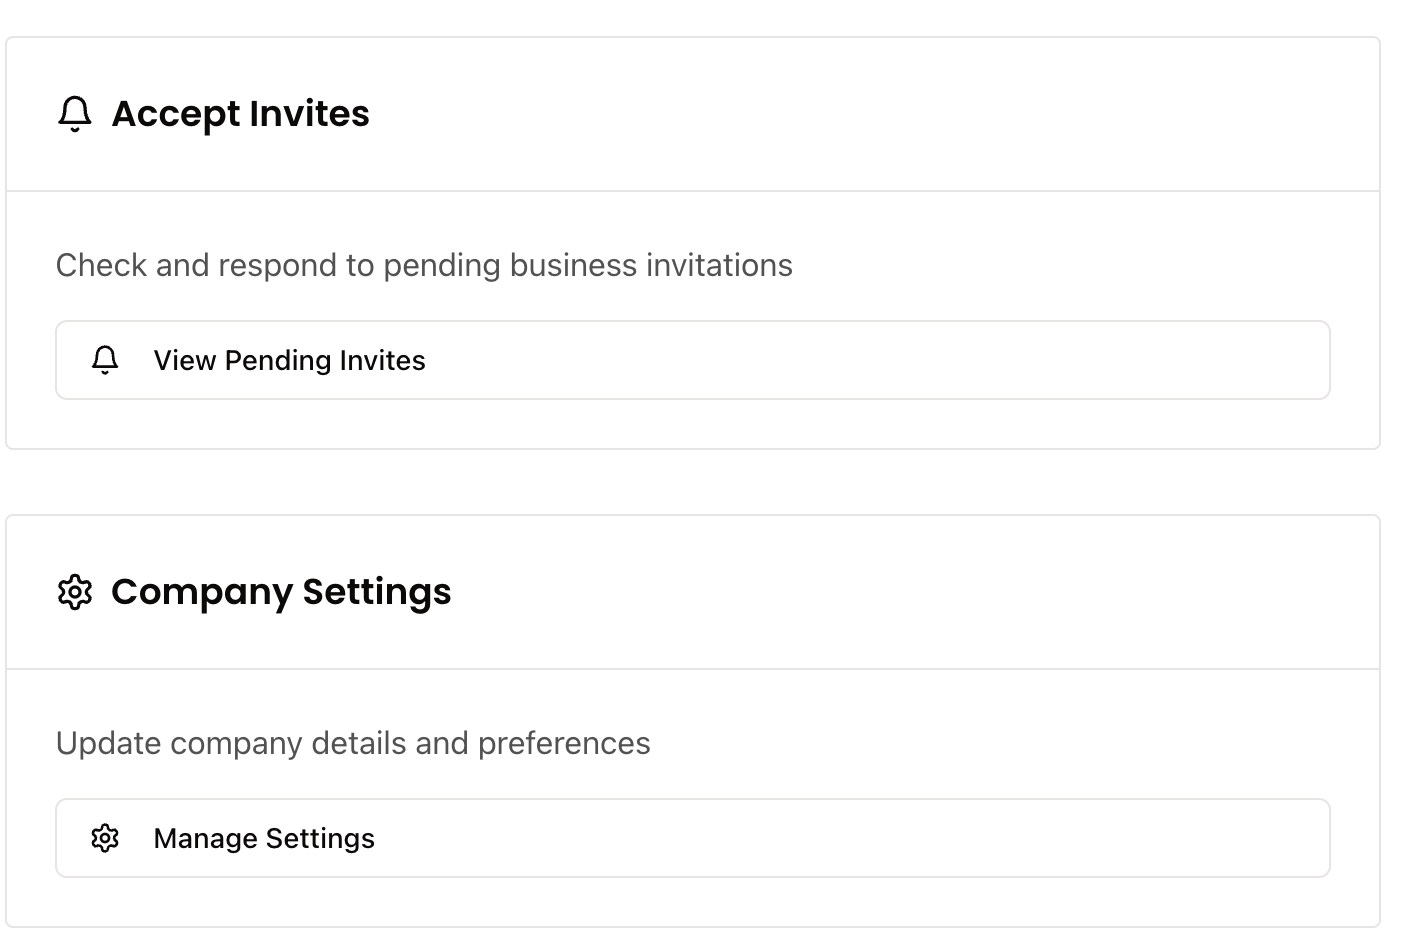 Accept Invites
Check and respond to pending business invitations
View Pending Invites
Company Settings
Update company details and preferences
Manage Settings